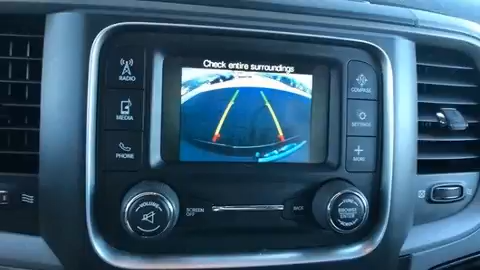 Check entire surroundings
RADIO
COMPASS
MEDIA
SETTINGS
PHONE
MORE
VOLUME
SCREEN
OFF
BACK
BROWSE
ENTER